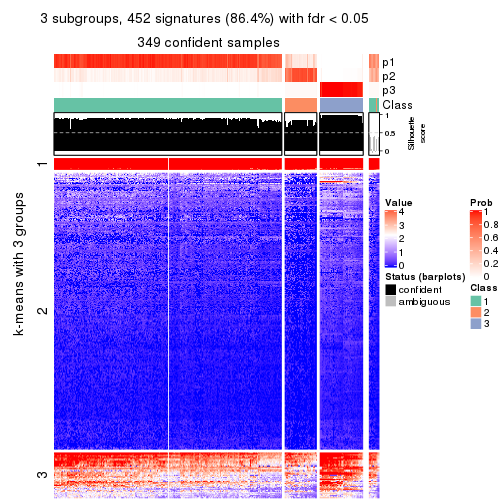 3 subgroups, 452 signatures (86.4%) with fdr < 0.05
349 confident samples
p1
p2
p3
Class
1
0.5
0
Silhouette
score
k-means with 3 groups
1
2
3
Value
4
3
2
1
0
Status (barplots)
confident
ambiguous
Prob
1
0.8
0.6
0.4
0.2
0
Class
1
2
3